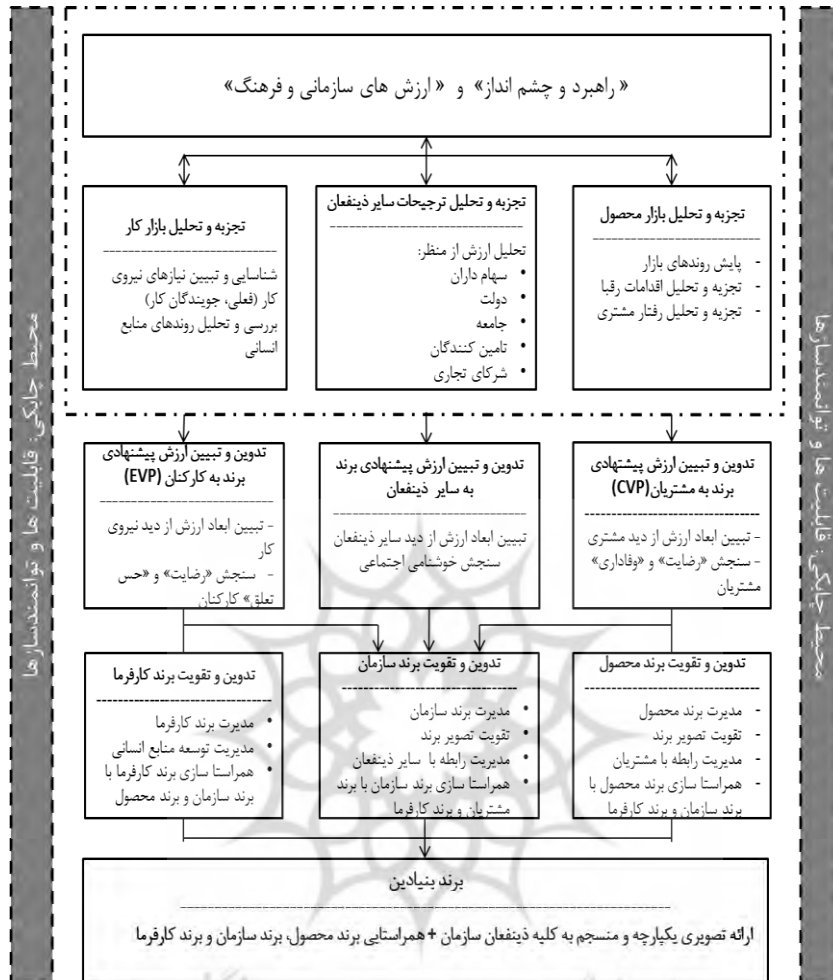 « راهبرد و چشم انداز» و « ارزش های سازمانی و فرهنگ»
تجزبه و تحلیل بازار محصول
- پایش روندهای بازار
- تجزیه و تحلیل اقدامات رقبا
- تجزیه و تحلیل رفتار مشتری
تجزبه و تحلیل ترجیحات سایر ذینفعان
تحلیل ارزش از منظر:
• سهام داران
• دولت
• جامعه
• تامین کنندگان
• شرکای تجاری
تجزبه و تحلیل بازار کار
شناسایی و تبیین نیازهای نیروی
کار (فعلی، جویندگان کار)
بررسی و تحلیل روندهای منابع
انسانی
تدوین و تبیین ارزش پیشنهادی
برند به مشتریان(CVP)
- تبیین ابعاد ارزش از دید مشتری
- سنجش «رضایت» و «وفاداری»
مشتریان
تدوین و تبیین ارزش پیشنهادی برند
به سایر ذینفعان
تبیین ابعاد ارزش از دید سایر ذینفعان
سنجش خوشنامی اجتماعی
تدوین و تبیین ارزش پیشنهادی
برند به کارکنان (EVP)
- تبیین ابعاد ارزش از دید نیروی
کار
- سنجش «رضایت» و «حس
تعلق» کارکنان
تدوین و تقویت برند محصول
- مدیرت برند محصول
- تقویت تصویر برند
- مدیریت رابطه با مشتریان
- همراستا سازی برند محصول با
برند سازمان و برند کارفرما
تدوین و تقویت برند سازمان
• مدیرت برند سازمان
• تقویت تصویر برند
• مدیریت رابطه با سایر ذینفعان
• همراستا سازی برند سازمان با برند
مشتریان و برند کارفرما
تدوین و تقویت برند کارفرما
• مدیرت برند کارفرما
• مدیریت توسعه منابع انسانی
• همراستا سازی برند کارفرما با
برند سازمان و برند محصول
برند بنیادین
ارائه تصویری یکپارچه و منسجم به کلیه ذینفعان سازمان + همراستایی برند محصول، برند سازمان و برند کارفرما
محیط چابکی: قابلیت ها و توانمندسازها
محیط چابکی: قابلیت ها و توانمندسازها